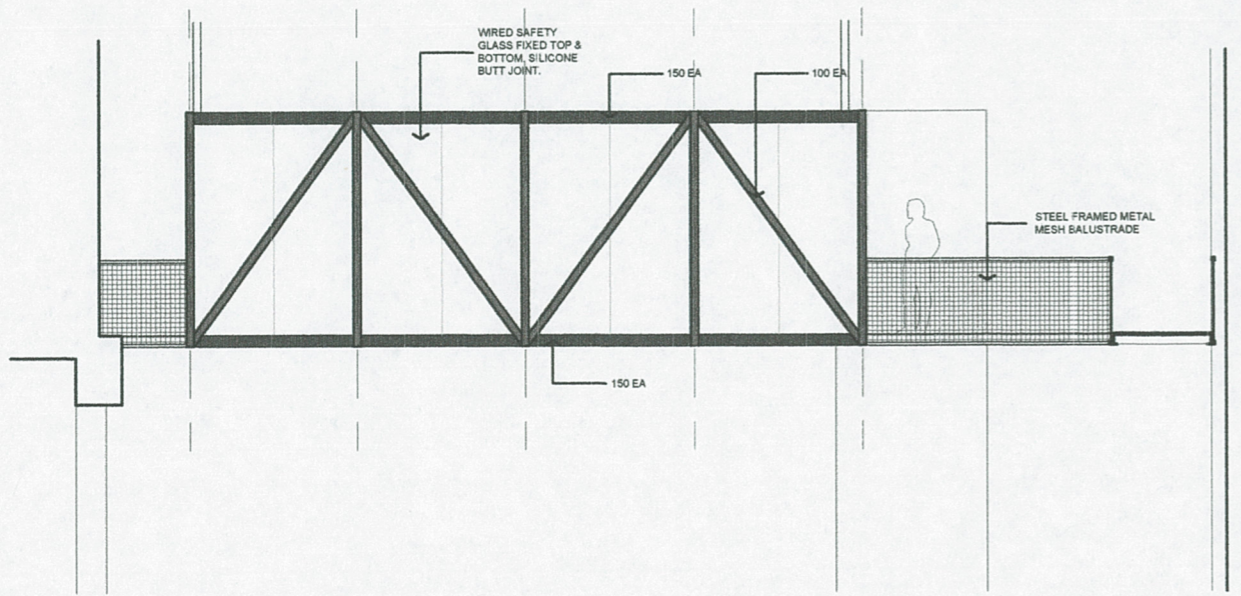 WIRED SAFETY
GLASS FIXED TOP &
BOTTOM, SILICONE
BUTT JOINT.
150 EA
100 EA
STEEL FRAMED METAL
MESH BALUSTRADE
150 EA